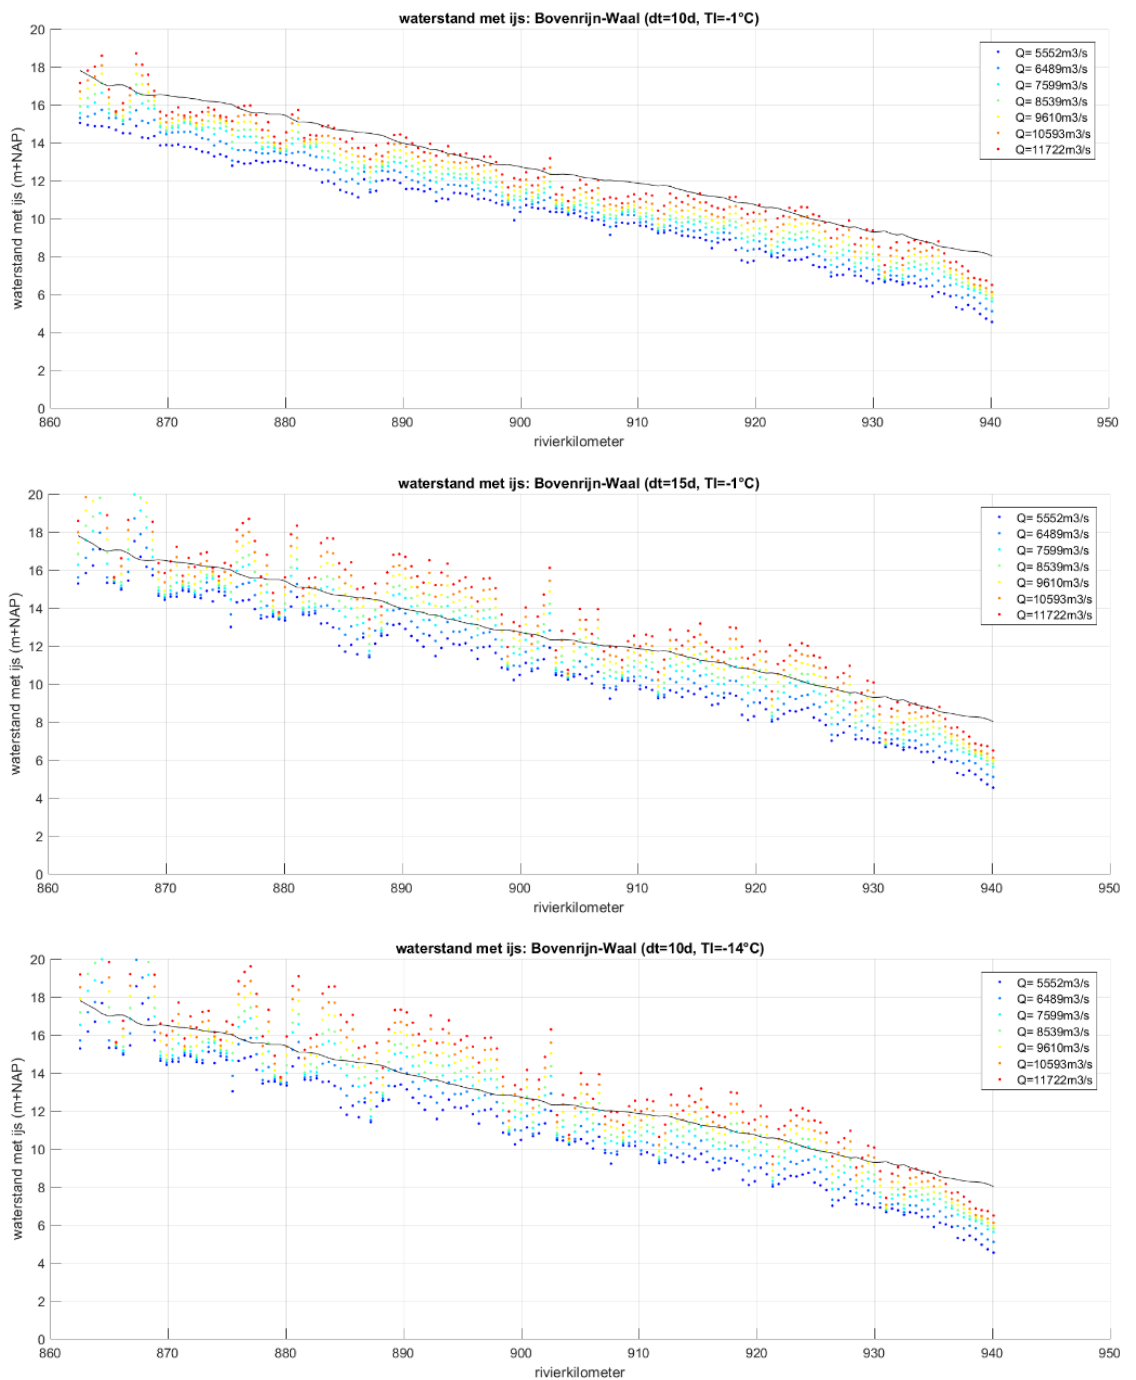 waterstand met ijs: Bovenrijn-Waal (dt=10d, Tl=-1°C)
20
18
16
14
12
10
8
6
4
2
0
waterstand met ijs (m+NAP)
Q= 5552m3/s
Q= 6489m3/s
Q= 7599m3/s
Q= 8539m3/s
Q= 9610m3/s
Q=10593m3/s
Q=11722m3/s
860 870 880 890 900 910 920 930 940 950
rivierkilometer
waterstand met ijs: Bovenrijn-Waal (dt=15d, Tl=-1°C)
20
18
16
14
12
10
8
6
4
2
0
waterstand met ijs (m+NAP)
Q= 5552m3/s
Q= 6489m3/s
Q= 7599m3/s
Q= 8539m3/s
Q= 9610m3/s
Q=10593m3/s
Q=11722m3/s
860 870 880 890 900 910 920 930 940 950
rivierkilometer
waterstand met ijs: Bovenrijn-Waal (dt=10d, Tl=-14°C)
20
18
16
14
12
10
8
6
4
2
0
waterstand met ijs (m+NAP)
Q= 5552m3/s
Q= 6489m3/s
Q= 7599m3/s
Q= 8539m3/s
Q= 9610m3/s
Q=10593m3/s
Q=11722m3/s
860 870 880 890 900 910 920 930 940 950
rivierkilometer